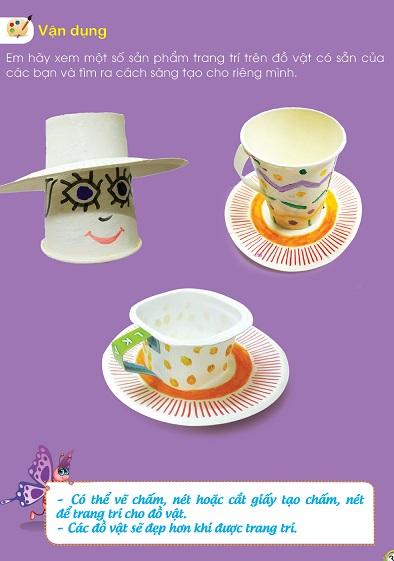 Vận dụng
Em hãy xem một số sản phẩm trang trí trên đồ vật có sẵn của
các bạn và tìm ra cách sáng tạo cho riêng mình.
- Có thể vẽ chấm, nét hoặc cắt giấy tạo chấm, nét
để trang trí cho đồ vật.
- Các đồ vật sẽ đẹp hơn khi được trang trí.